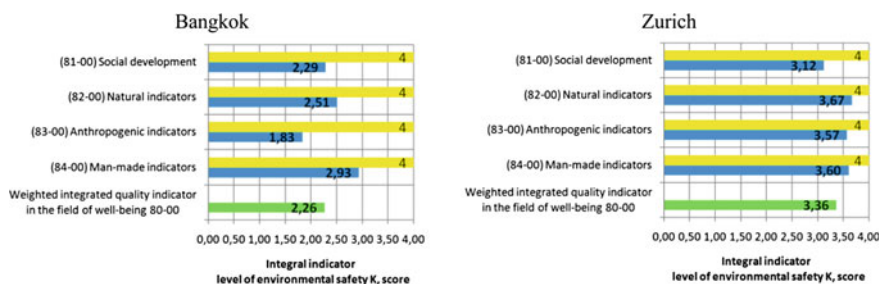 Bangkok
(81-00) Social development
4
2,29
(82-00) Natural indicators
4
2,51
(83-00) Anthropogenic indicators
4
1,83
(84-00) Man-made indicators
4
2,93
Weighted integrated quality indicator
in the field of well-being 80-00
2,26
0,00 0,50 1,00 1,50 2,00 2,50 3,00 3,50 4,00
Integral indicator
level of environmental safety K, score
Zurich
(81-00) Social development
4
3,12
(82-00) Natural indicators
4
3,67
(83-00) Anthropogenic indicators
4
3,57
(84-00) Man-made indicators
4
3,60
Weighted integrated quality indicator
in the field of well-being 80-00
3,36
0,00 0,50 1,00 1,50 2,00 2,50 3,00 3,50 4,00
Integral indicator
level of environmental safety K, score